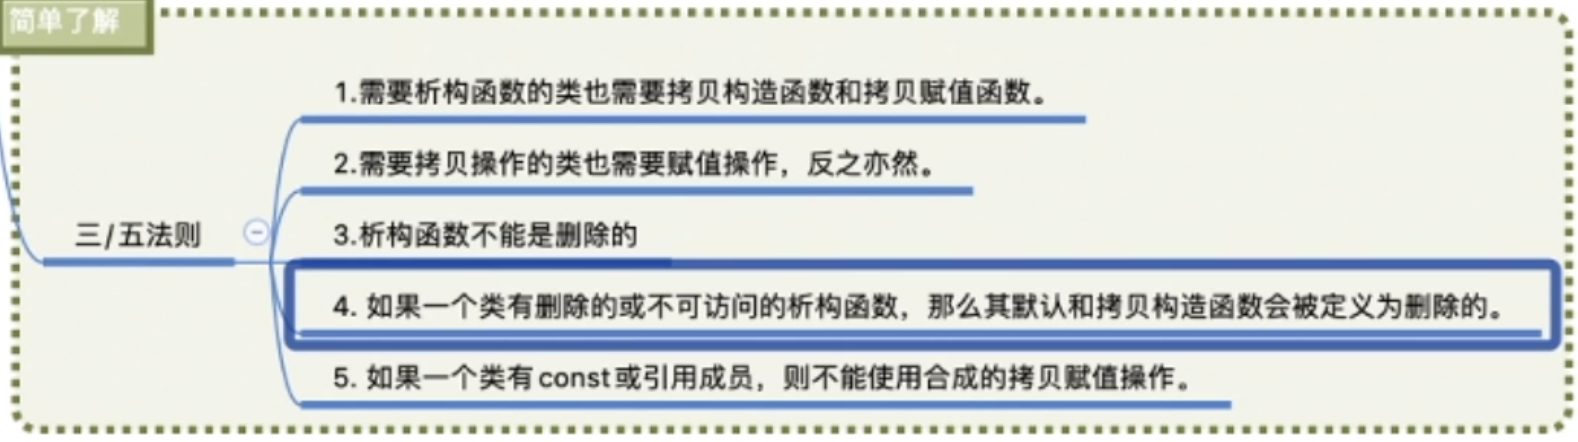 简单了解
1.需要析构函数的类也需要拷贝构造函数和拷贝赋值函数。
2.需要拷贝操作的类也需要赋值操作，反之亦然。
三/五法则
3.析构函数不能是删除的
4. 如果一个类有删除的或不可访问的析构函数，那么其默认和拷贝构造函数会被定义为删除的。
5. 如果一个类有const或引用成员，则不能使用合成的拷贝赋值操作。